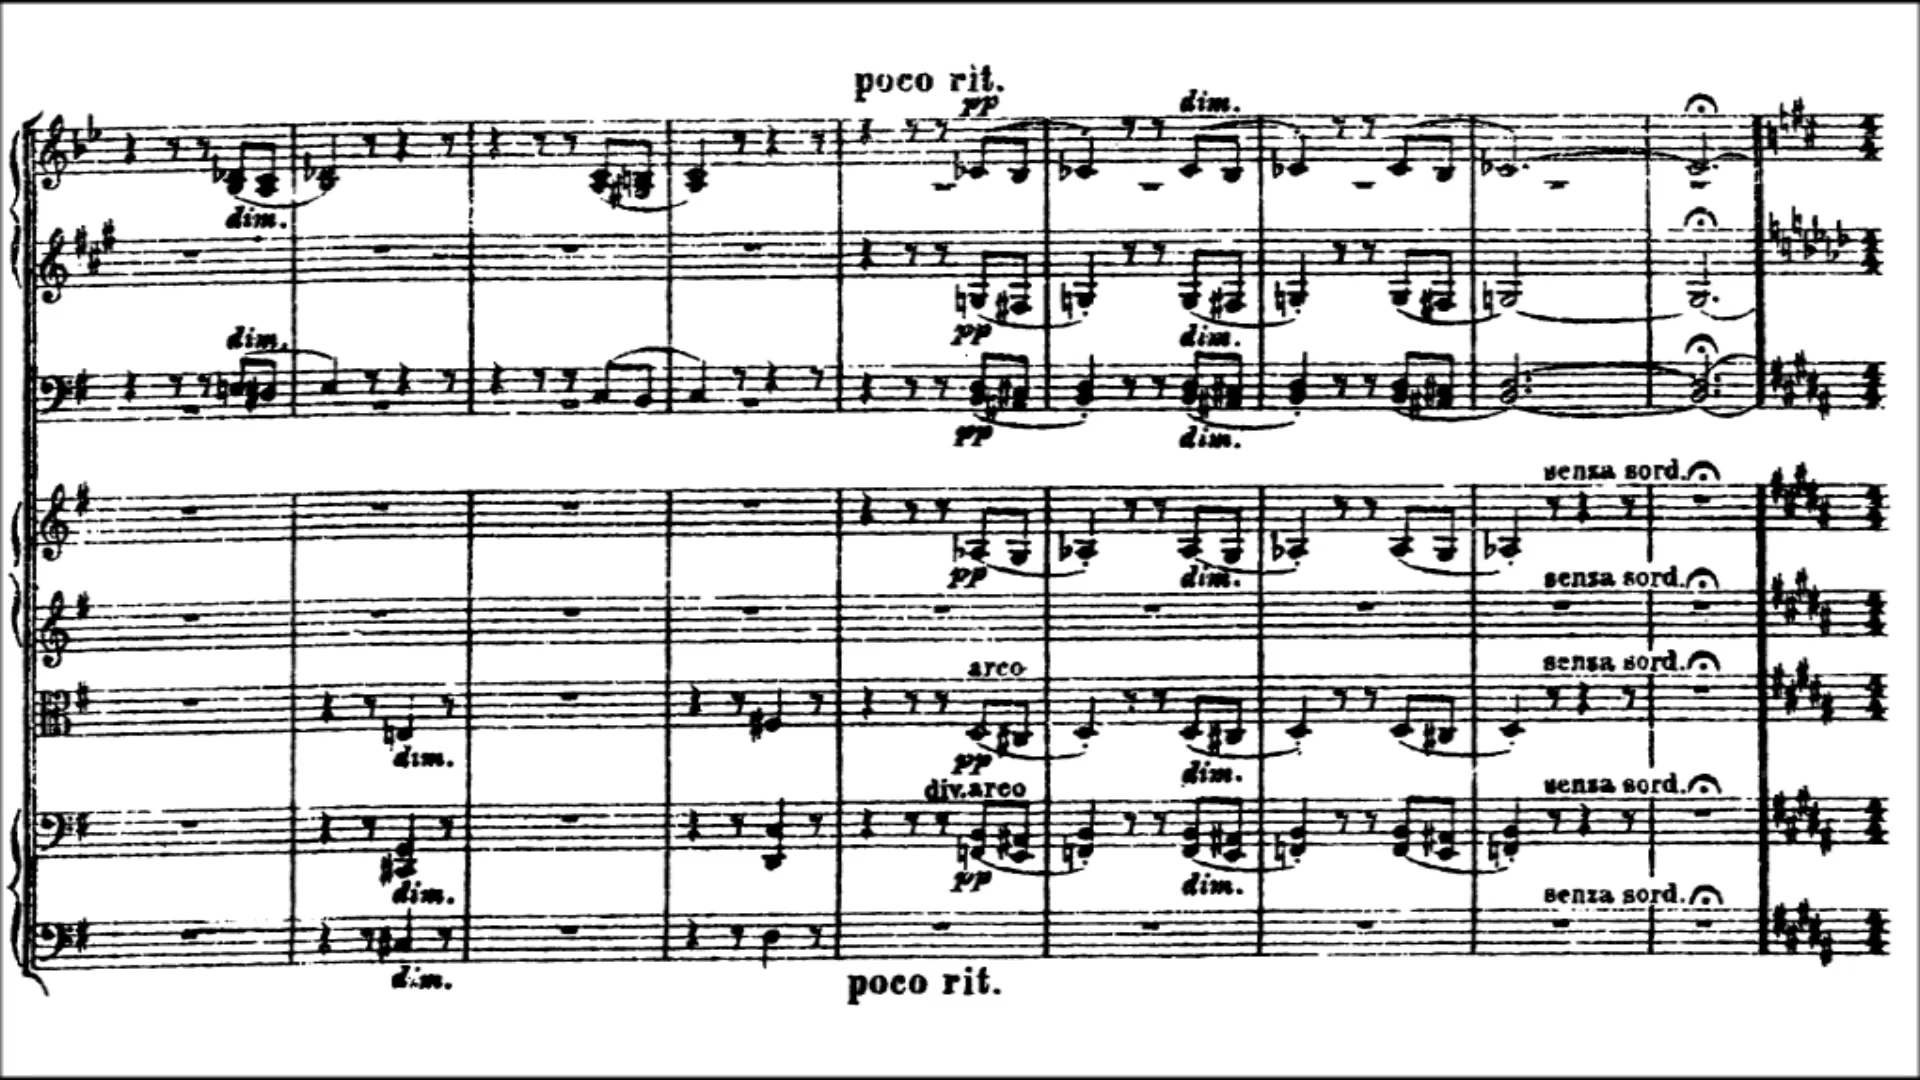 poco rit.
pp dim.
dim.
dim.
pp dim.
pp dim.
senza sord.
pp dim.
senza sord.
arco senza sord.
dim. pp dim.
div. arco senza sord.
dim. pp dim.
senza sord.
dim.
poco rit.